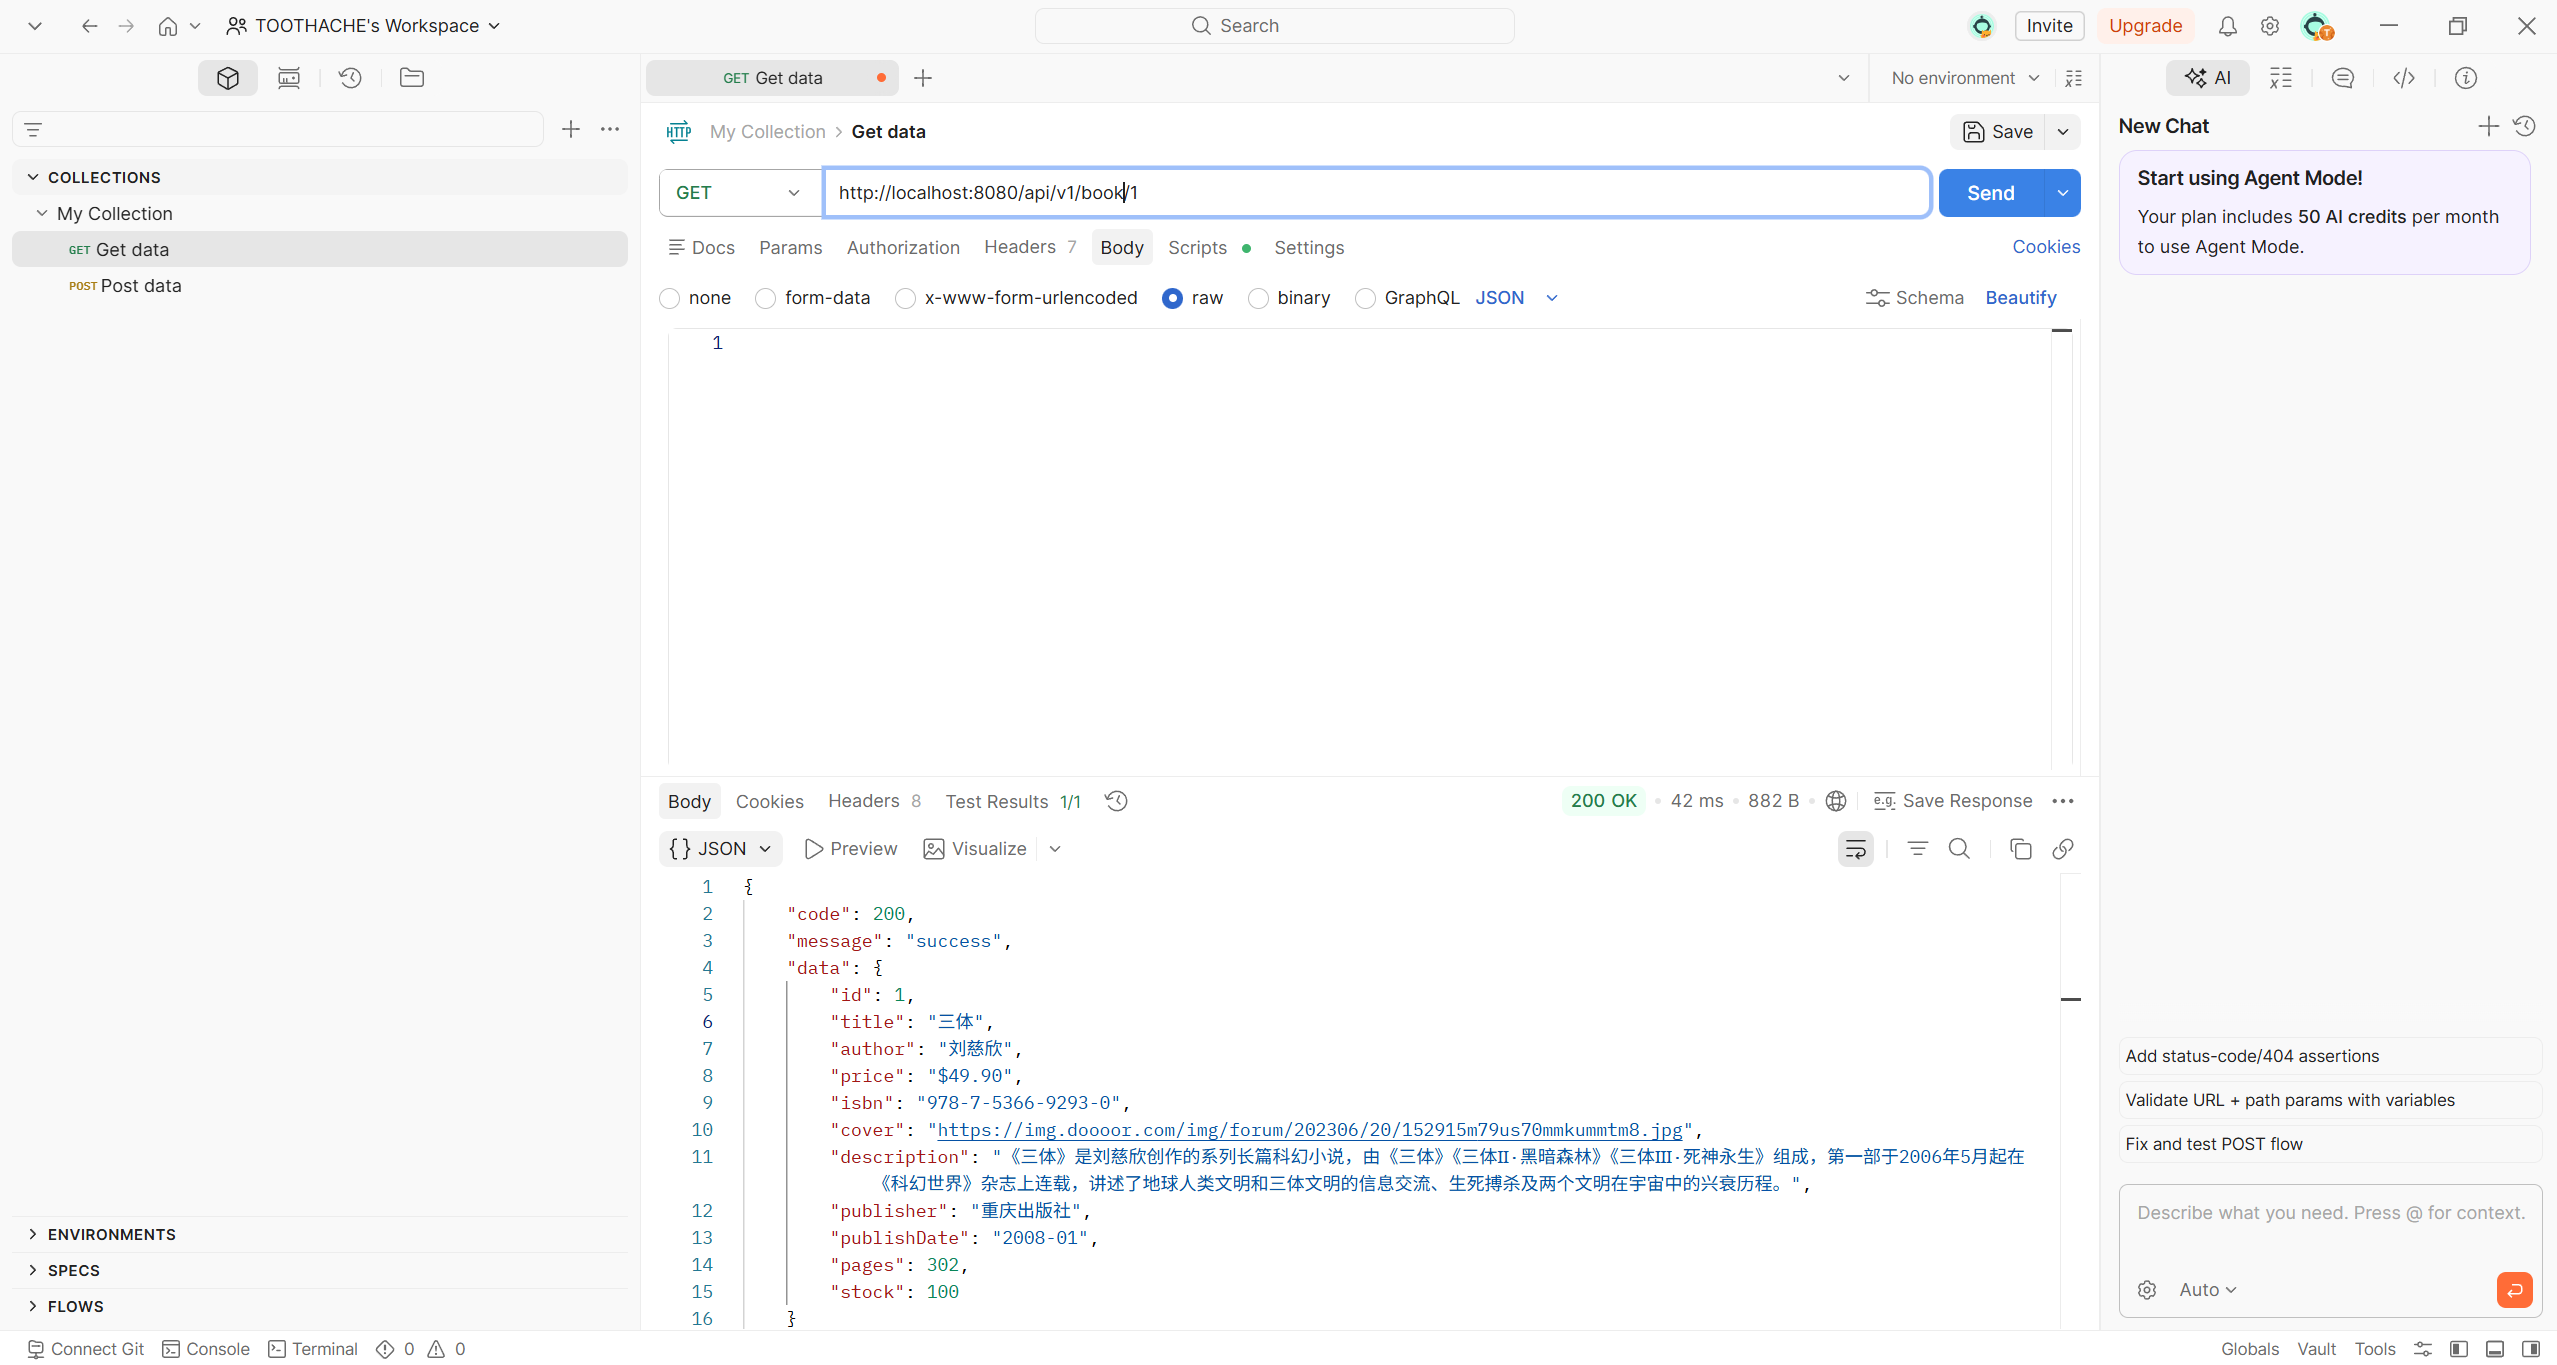 TOOTHACHE's Workspace
Search
Invite
Upgrade
GET Get data
No environment
AI
My Collection > Get data
Save
New Chat
Start using Agent Mode!
Your plan includes 50 AI credits per month
to use Agent Mode.
COLLECTIONS
My Collection
GET Get data
POST Post data
GET
http://localhost:8080/api/v1/book/1
Send
Docs Params Authorization Headers 7 Body Scripts Settings
Cookies
none form-data x-www-form-urlencoded raw binary GraphQL JSON
Schema Beautify
1
Body Cookies Headers 8 Test Results 1/1
200 OK 42 ms 882 B e.g. Save Response
{ } JSON Preview Visualize
1 {
2 "code": 200,
3 "message": "success",
4 "data": {
5 "id": 1,
6 "title": "三体",
7 "author": "刘慈欣",
8 "price": "$49.90",
9 "isbn": "978-7-5366-9293-0",
10 "cover": "https://img.doooor.com/img/forum/202306/20/152915m79us70mmkummtm8.jpg",
11 "description": "《三体》是刘慈欣创作的系列长篇科幻小说，由《三体》《三体Ⅱ·黑暗森林》《三体Ⅲ·死神永生》组成，第一部于2006年5月起在
《科幻世界》杂志上连载，讲述了地球人类文明和三体文明的信息交流、生死搏杀及两个文明在宇宙中的兴衰历程。",
12 "publisher": "重庆出版社",
13 "publishDate": "2008-01",
14 "pages": 302,
15 "stock": 100
16 }
Add status-code/404 assertions
Validate URL + path params with variables
Fix and test POST flow
Describe what you need. Press @ for context.
Auto
ENVIRONMENTS
SPECS
FLOWS
Connect Git Console Terminal 0 0
Globals Vault Tools